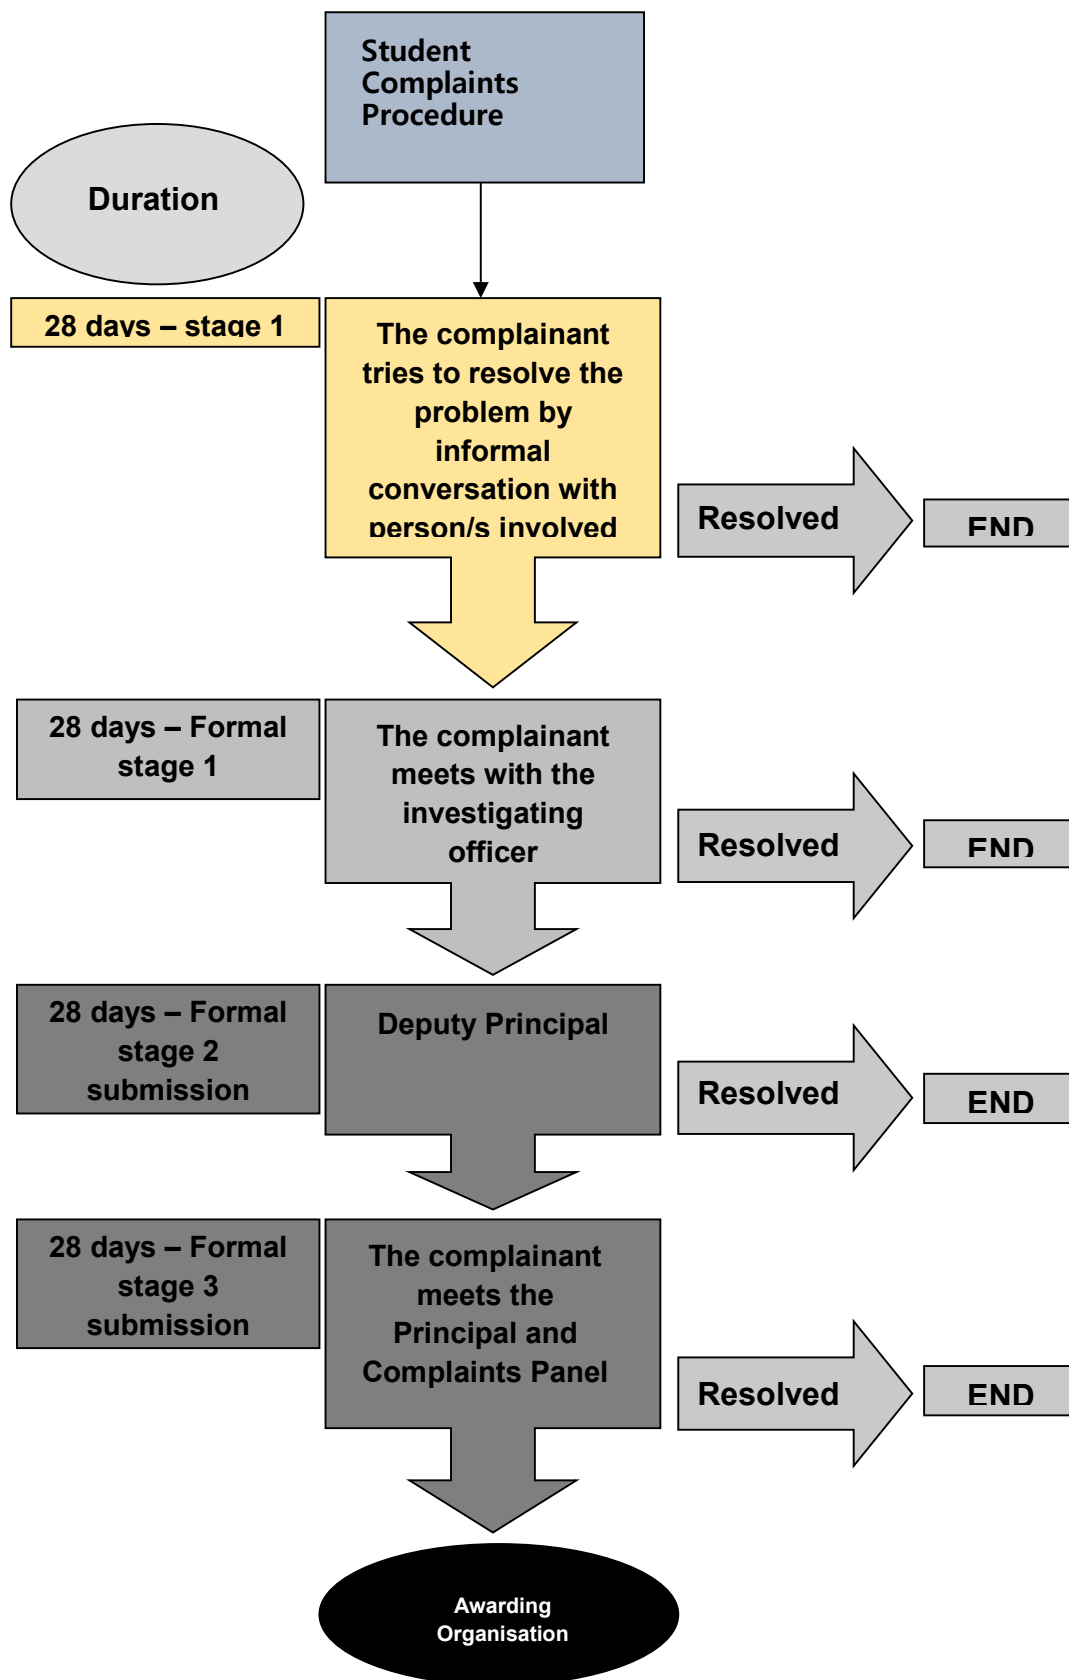 Student
Complaints
Procedure
Duration
28 days – stage 1
The complainant
tries to resolve the
problem by
informal
conversation with
person/s involved
Resolved
END
28 days – Formal
stage 1
The complainant
meets with the
investigating
officer
Resolved
END
28 days – Formal
stage 2
submission
Deputy Principal
Resolved
END
28 days – Formal
stage 3
submission
The complainant
meets the
Principal and
Complaints Panel
Resolved
END
Awarding
Organisation